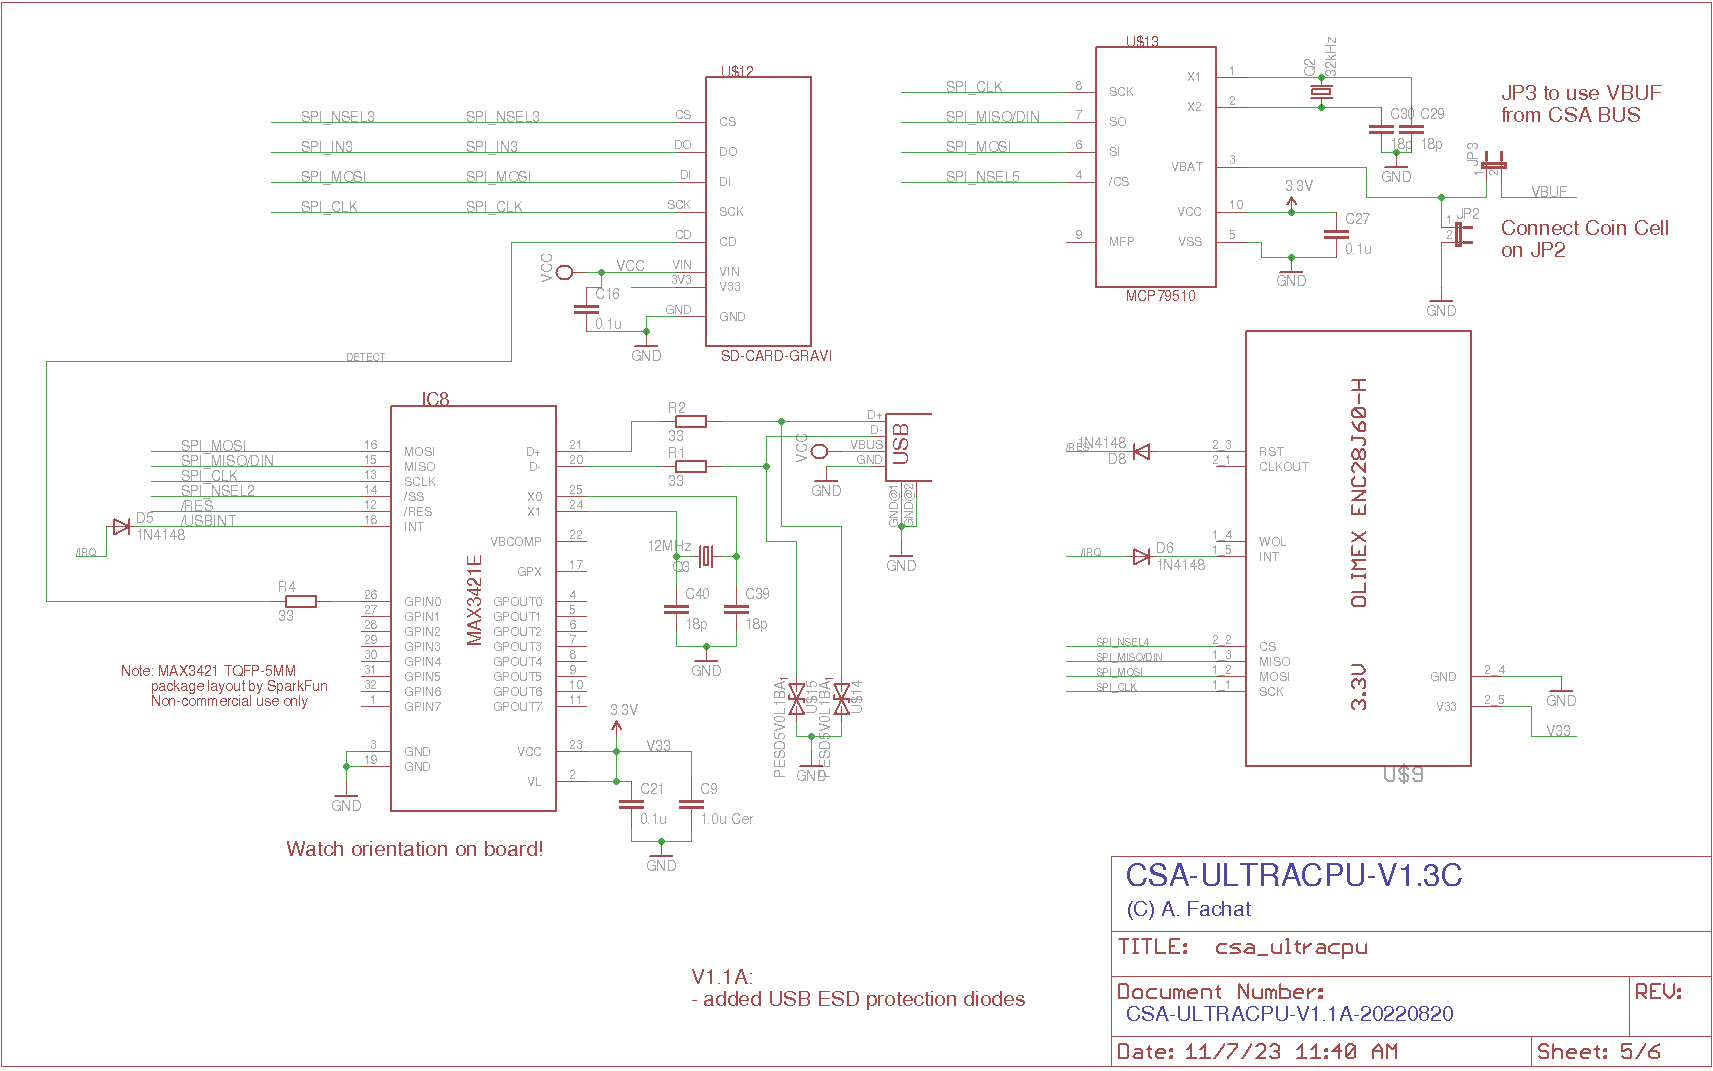 U$12
SPI_NSEL3 SPI_NSEL3 CS CS
SPI_IN3 SPI_IN3 DO DO
SPI_MOSI SPI_MOSI DI DI
SPI_CLK SPI_CLK SCK SCK
CD CD
VCC VCC VIN VIN
3V3 V33
C16
0.1u
GND GND
GND
SD-CARD-GRAVI
DETECT
U$13
SPI_CLK 8 SCK
SPI_MISO/DIN 7 SO
SPI_MOSI 6 SI
SPI_NSEL5 4 /CS
9 MFP
X1 1
X2 2
VBAT 3
VCC 10
VSS 5
MCP79510
Q2
32kHz
C30 C29
18p 18p
GND
3.3V
C27
0.1u
GND
JP3
1
2
VBUF
JP3 to use VBUF
from CSA BUS
JP2
1
2
GND
Connect Coin Cell
on JP2
IC8
SPI_MOSI 16 MOSI
SPI_MISO/DIN 15 MISO
SPI_CLK 13 SCLK
SPI_NSEL2 14 /SS
/RES 12 /RES
/USBINT 18 INT
D5
1N4148
/IRQ
R4
33
26 GPIN0
27 GPIN1
28 GPIN2
29 GPIN3
30 GPIN4
31 GPIN5
32 GPIN6
1 GPIN7
3 GND
19 GND
GND
MAX3421E
D+ 21
D- 20
X0 25
X1 24
VBCOMP 22
GPX 17
GPOUT0 4
GPOUT1 5
GPOUT2 6
GPOUT3 7
GPOUT4 8
GPOUT5 9
GPOUT6 10
GPOUT7 11
VCC 23
VL 2
Note: MAX3421 TQFP-5MM
package layout by SparkFun
Non-commercial use only
Watch orientation on board!
R2
33
R1
33
12MHz
Q3
C40 C39
18p 18p
GND
3.3V
V33
C21 C9
0.1u 1.0u Cer
GND
D+
D-
VBUS
GND
USB
VCC
GND
GND@1
GND@2
GND
PESD5V0L1BA
1
U$15
PESD5V0L1BA
1
U$14
GND
/RES 1N4148
D8
2_3 RST
2_1 CLKOUT
1_4 WOL
1_5 INT
/IRQ D6
1N4148
SPI_NSEL4 2_2 CS
SPI_MISO/DIN 1_3 MISO
SPI_MOSI 1_2 MOSI
SPI_CLK 1_1 SCK
OLIMEX ENC28J60-H
3.3V
GND 2_4
V33 2_5
GND
V33
U$9
V1.1A:
- added USB ESD protection diodes
CSA-ULTRACPU-V1.3C
(C) A. Fachat
TITLE: csa_ultracpu
Document Number:
REV:
CSA-ULTRACPU-V1.1A-20220820
Date: 11/7/23 11:40 AM
Sheet: 5/6